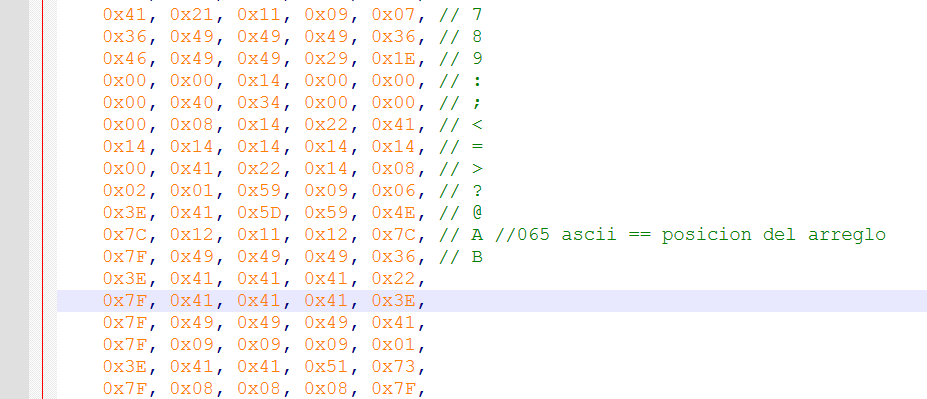 0x41, 0x21, 0x11, 0x09, 0x07, // 7
0x36, 0x49, 0x49, 0x49, 0x36, // 8
0x46, 0x49, 0x49, 0x29, 0x1E, // 9
0x00, 0x00, 0x14, 0x00, 0x00, // :
0x00, 0x40, 0x34, 0x00, 0x00, // ;
0x00, 0x08, 0x14, 0x22, 0x41, // <
0x14, 0x14, 0x14, 0x14, 0x14, // =
0x00, 0x41, 0x22, 0x14, 0x08, // >
0x02, 0x01, 0x59, 0x09, 0x06, // ?
0x3E, 0x41, 0x5D, 0x59, 0x4E, // @
0x7C, 0x12, 0x11, 0x12, 0x7C, // A //065 ascii == posicion del arreglo
0x7F, 0x49, 0x49, 0x49, 0x36, // B
0x3E, 0x41, 0x41, 0x41, 0x22,
0x7F, 0x41, 0x41, 0x41, 0x3E,
0x7F, 0x49, 0x49, 0x49, 0x41,
0x7F, 0x09, 0x09, 0x09, 0x01,
0x3E, 0x41, 0x41, 0x51, 0x73,
0x7F, 0x08, 0x08, 0x08, 0x7F,